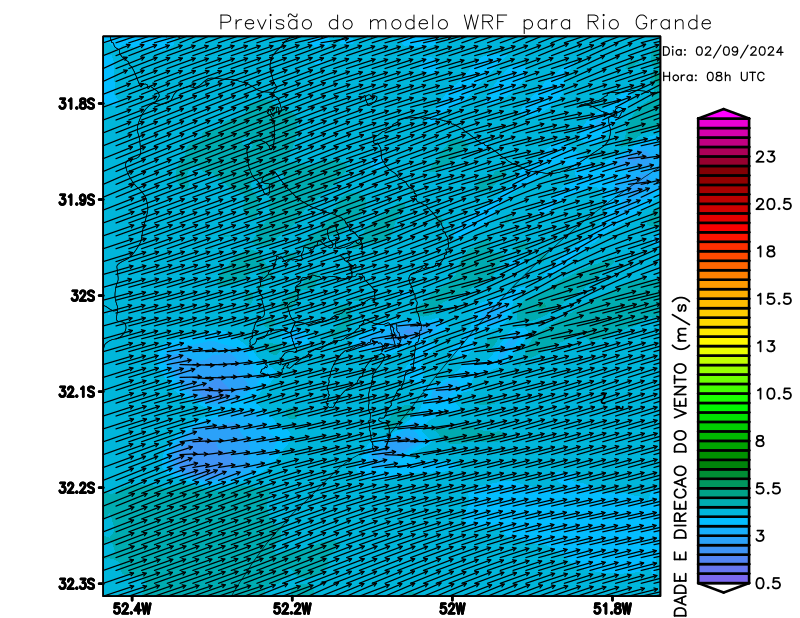 Previsão do modelo WRF para Rio Grande
Dia: 02/09/2024
Hora: 08h UTC
31.8S
31.9S
32S
32.1S
32.2S
32.3S
52.4W
52.2W
52W
51.8W
23
20.5
18
15.5
13
10.5
8
5.5
3
0.5
DADE E DIRECAO DO VENTO (m/s)